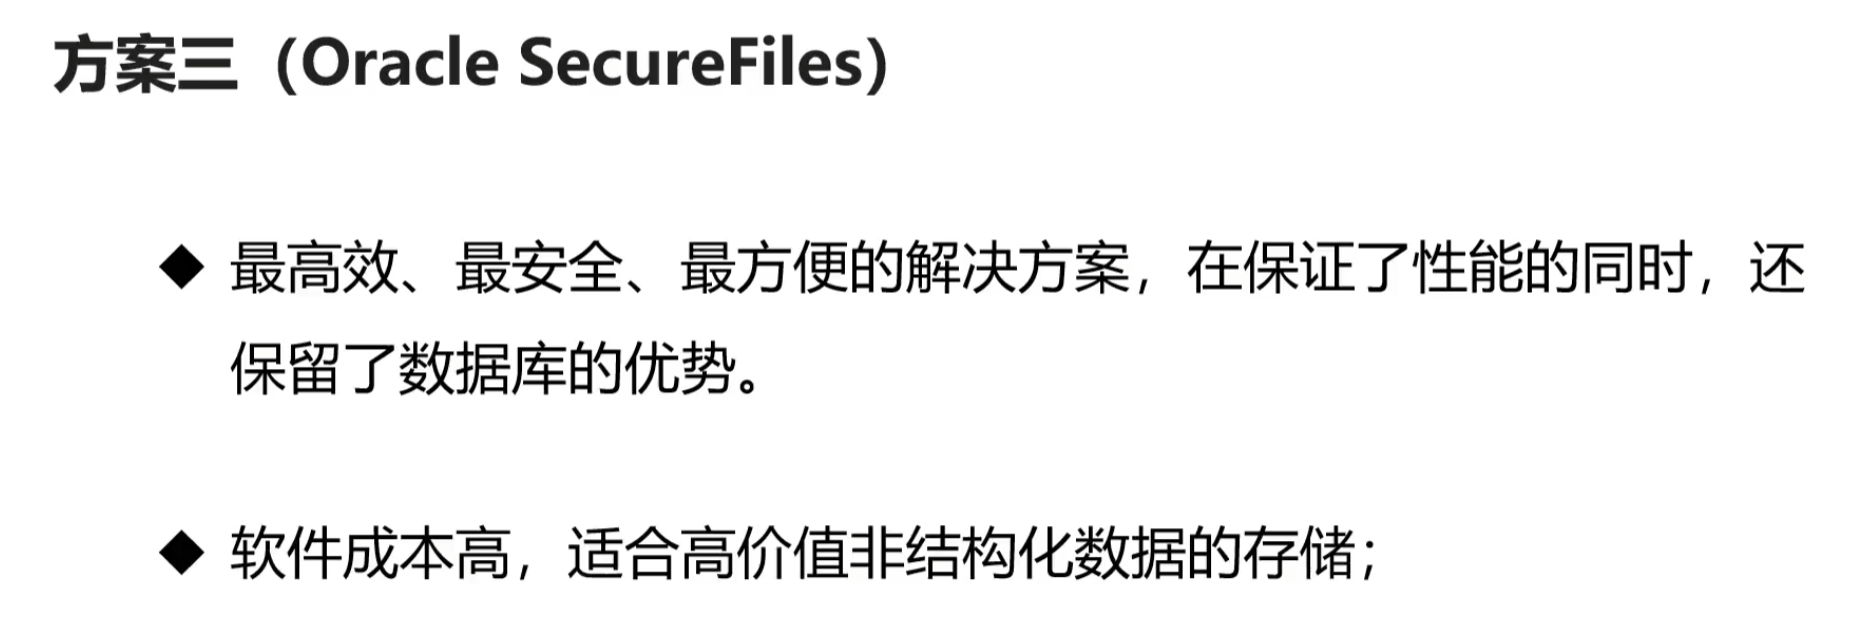 方案三（Oracle SecureFiles）
◆ 最高效、最安全、最方便的解决方案，在保证了性能的同时，还
保留了数据库的优势。
◆ 软件成本高，适合高价值非结构化数据的存储；